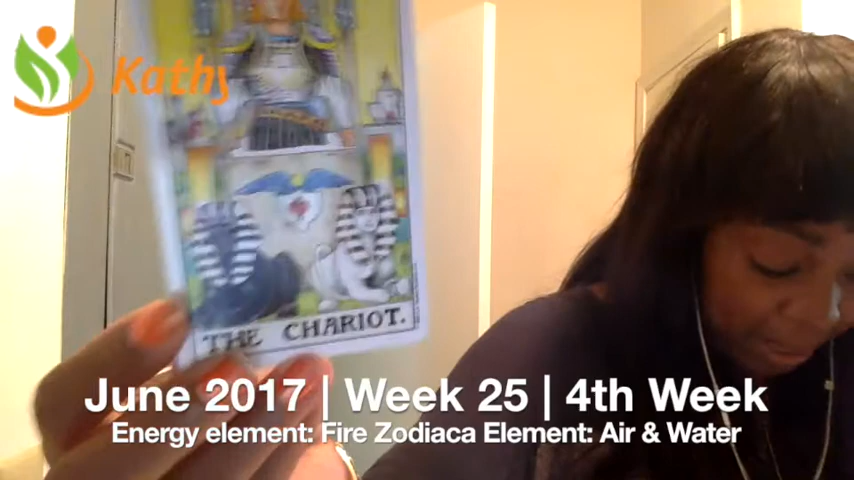 Kathy
THE CHARIOT.
June 2017 | Week 25 | 4th Week
Energy element: Fire Zodiaca Element: Air & Water